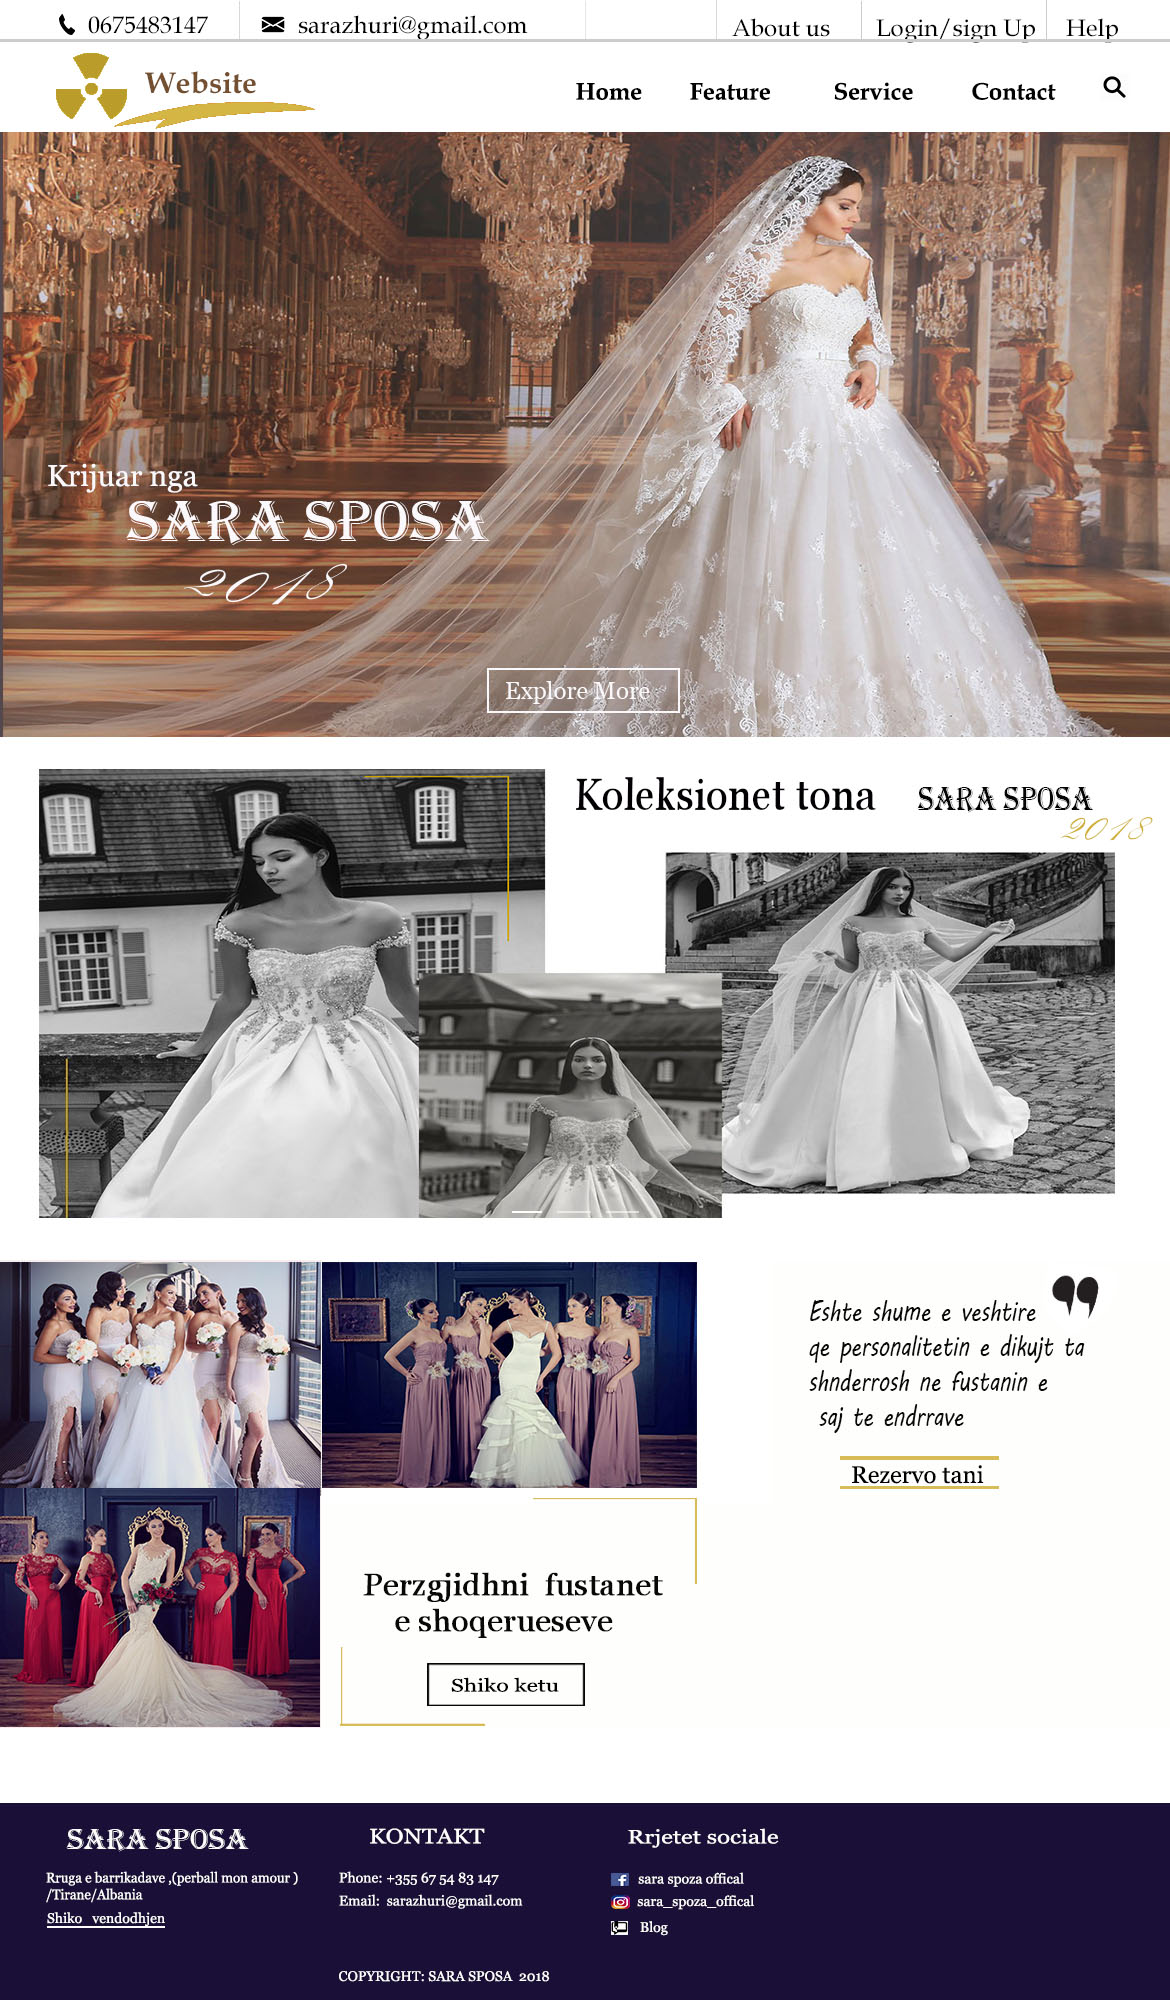 0675483147
sarazhuri@gmail.com
About us
Login/sign Up
Help
Website
Home
Feature
Service
Contact
Krijuar nga
SARA SPOSA
2018
Explore More
Koleksionet tona
SARA SPOSA
2018
Eshte shume e veshtire
qe personalitetin e dikujt ta
shnderrosh ne fustanin e
saj te endrrave
Rezervo tani
Perzgjidhni fustanet
e shoqerueseve
Shiko ketu
SARA SPOSA
Rruga e barrikadave ,(perball mon amour )
/Tirane/Albania
Shiko vendodhjen
KONTAKT
Phone: +355 67 54 83 147
Email: sarazhuri@gmail.com
Rrjetet sociale
sara spoza offical
sara_spoza_offical
Blog
COPYRIGHT: SARA SPOSA 2018